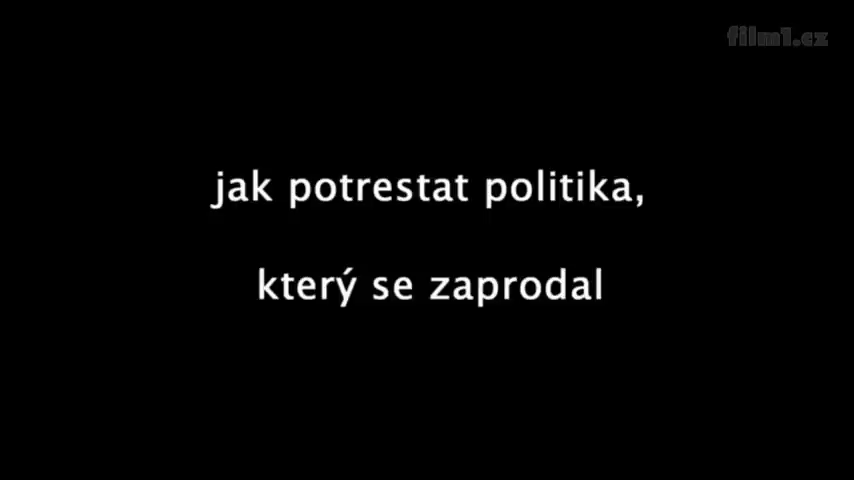 film1.cz
jak potrestat politika,
který se zaprodal